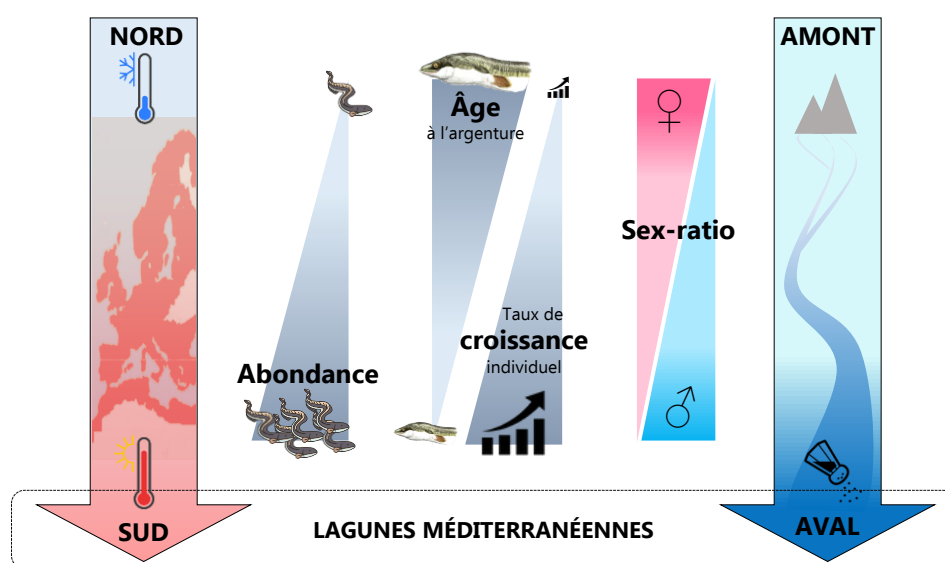 NORD
AMONT
Âge
à l'argenture
Sex-ratio
Taux de
croissance
individuel
Abondance
SUD
LAGUNES MÉDITERRANÉENNES
AVAL